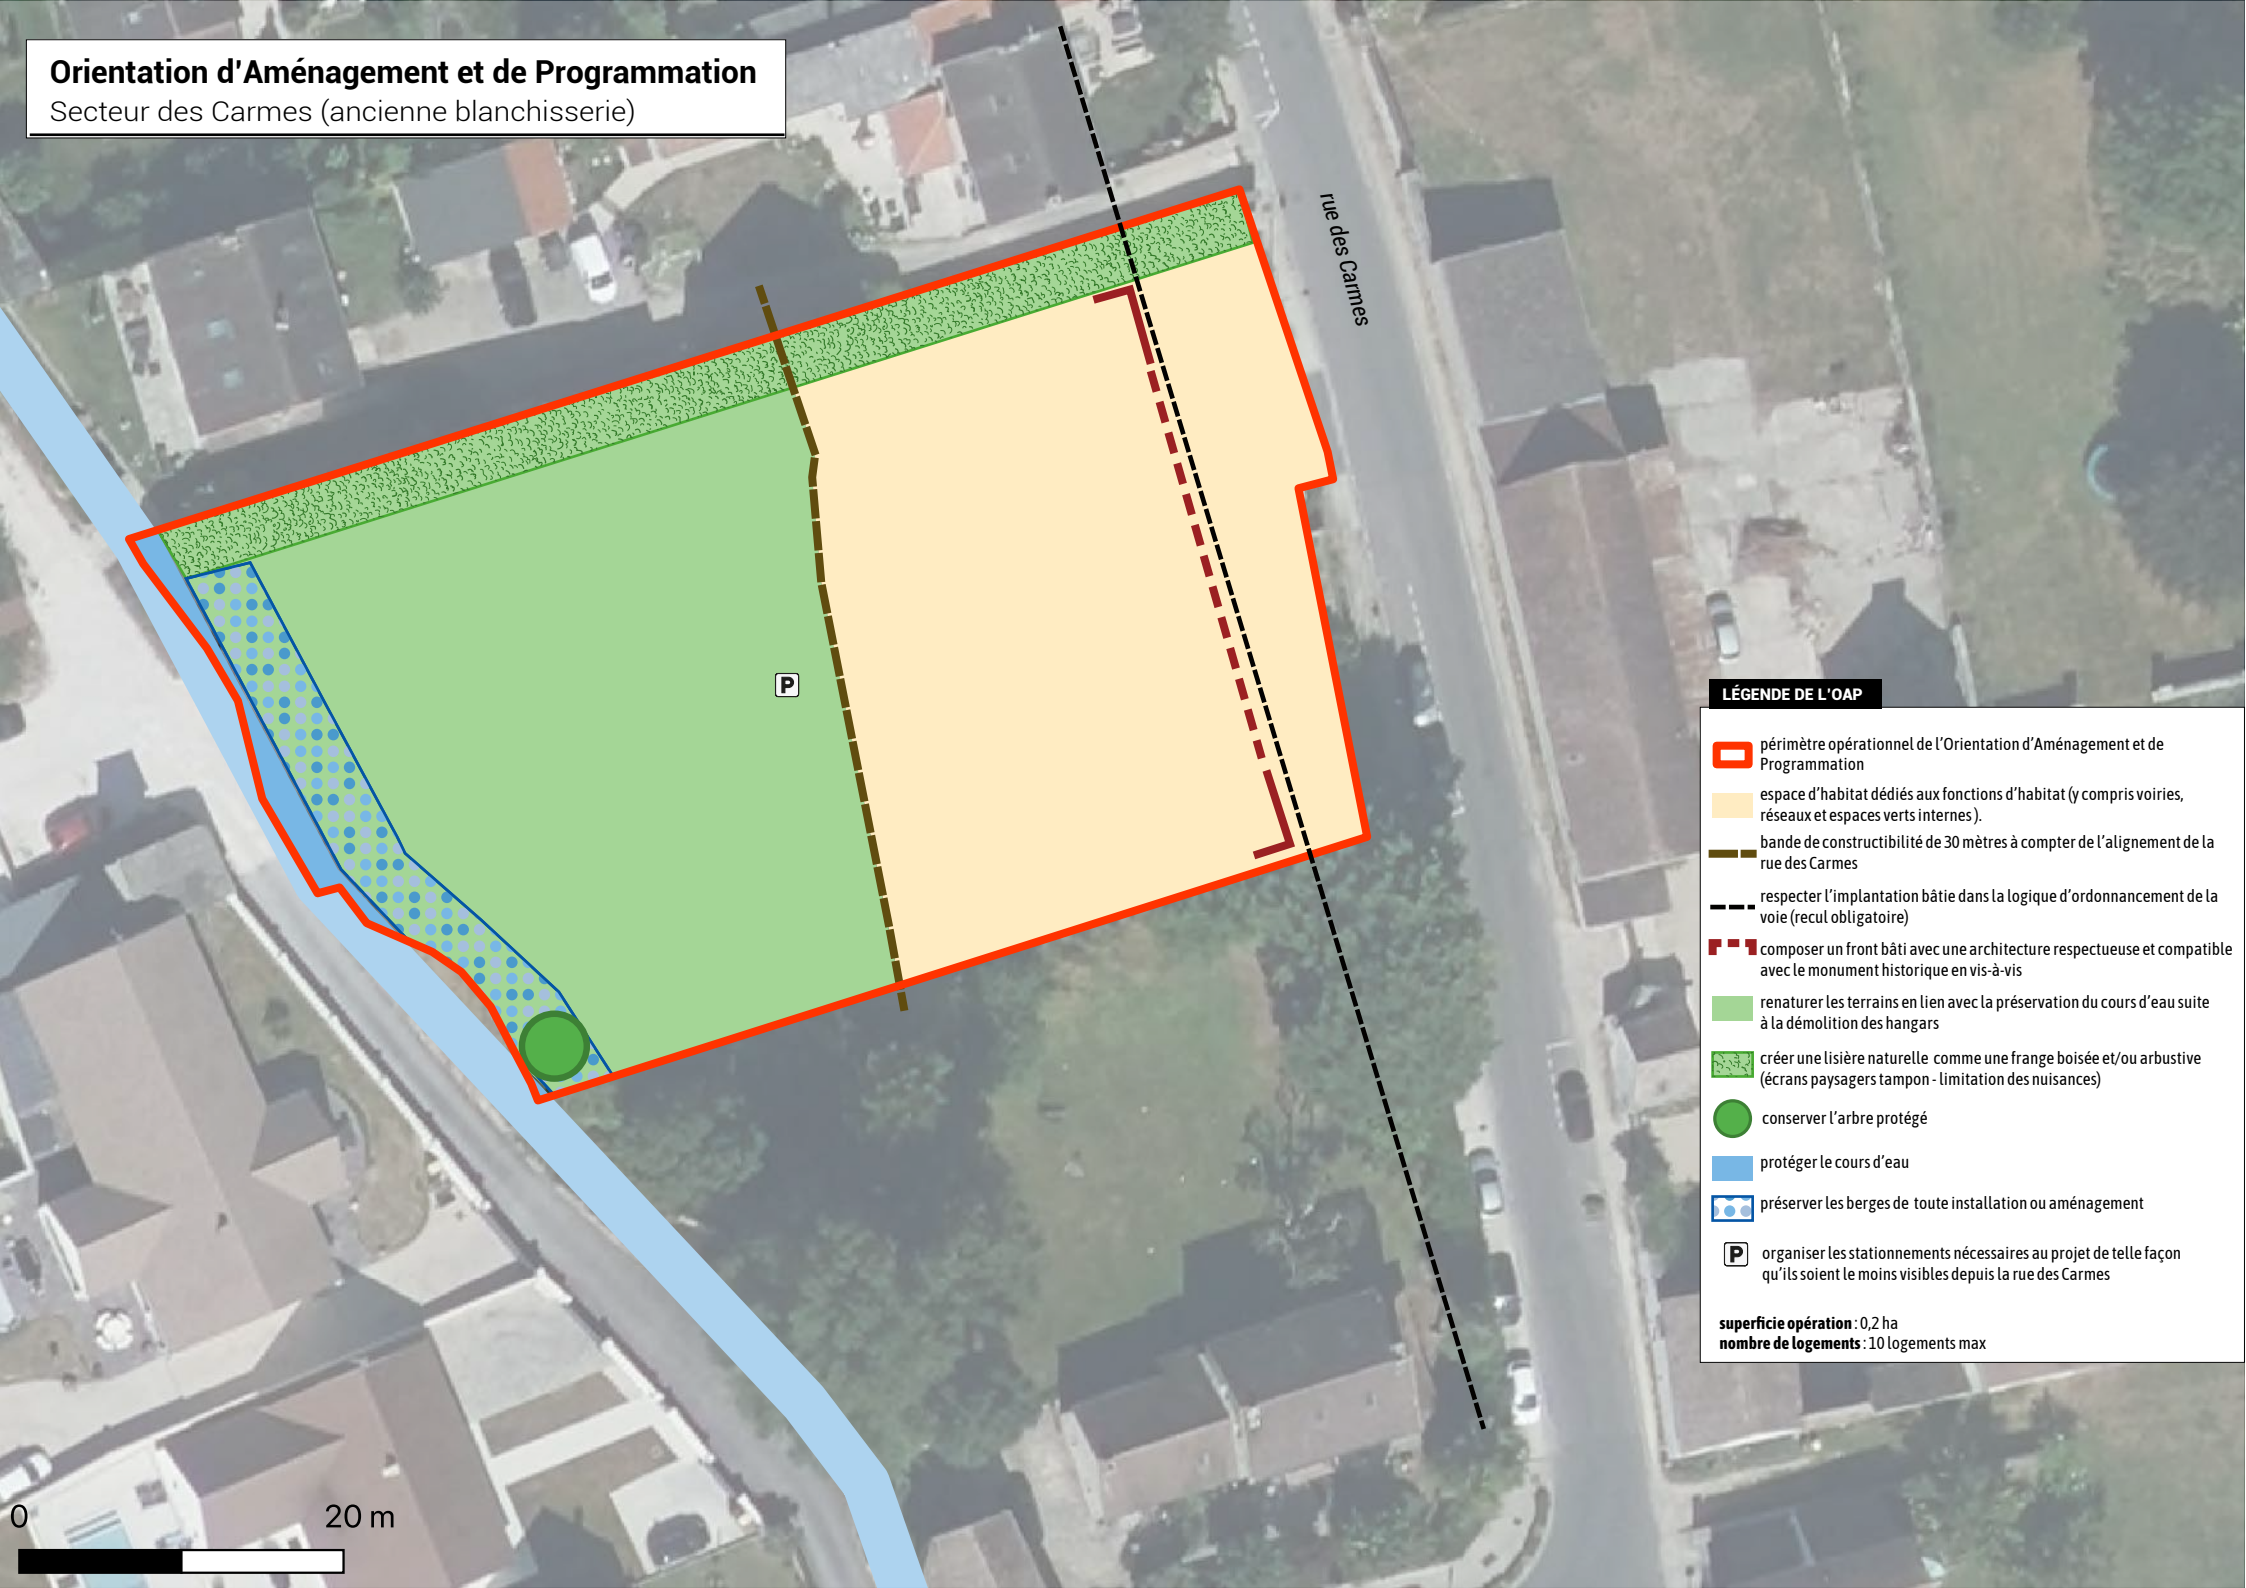 Orientation d'Aménagement et de Programmation
Secteur des Carmes (ancienne blanchisserie)
rue des Carmes
P
LÉGENDE DE L'OAP
périmètre opérationnel de l'Orientation d'Aménagement et de
Programmation
espace d'habitat dédiés aux fonctions d'habitat (y compris voiries,
réseaux et espaces verts internes ).
bande de constructibilité de 30 mètres à compter de l'alignement de la
rue des Carmes
respecter l'implantation bâtie dans la logique d'ordonnancement de la
voie (recul obligatoire)
composer un front bâti avec une architecture respectueuse et compatible
avec le monument historique en vis-à-vis
renaturer les terrains en lien avec la préservation du cours d'eau suite
à la démolition des hangars
créer une lisière naturelle comme une frange boisée et/ou arbustive
(écrans paysagers tampon - limitation des nuisances)
conserver l'arbre protégé
protéger le cours d'eau
préserver les berges de toute installation ou aménagement
P organiser les stationnements nécessaires au projet de telle façon
qu'ils soient le moins visibles depuis la rue des Carmes
superficie opération : 0,2 ha
nombre de logements : 10 logements max
0 20 m